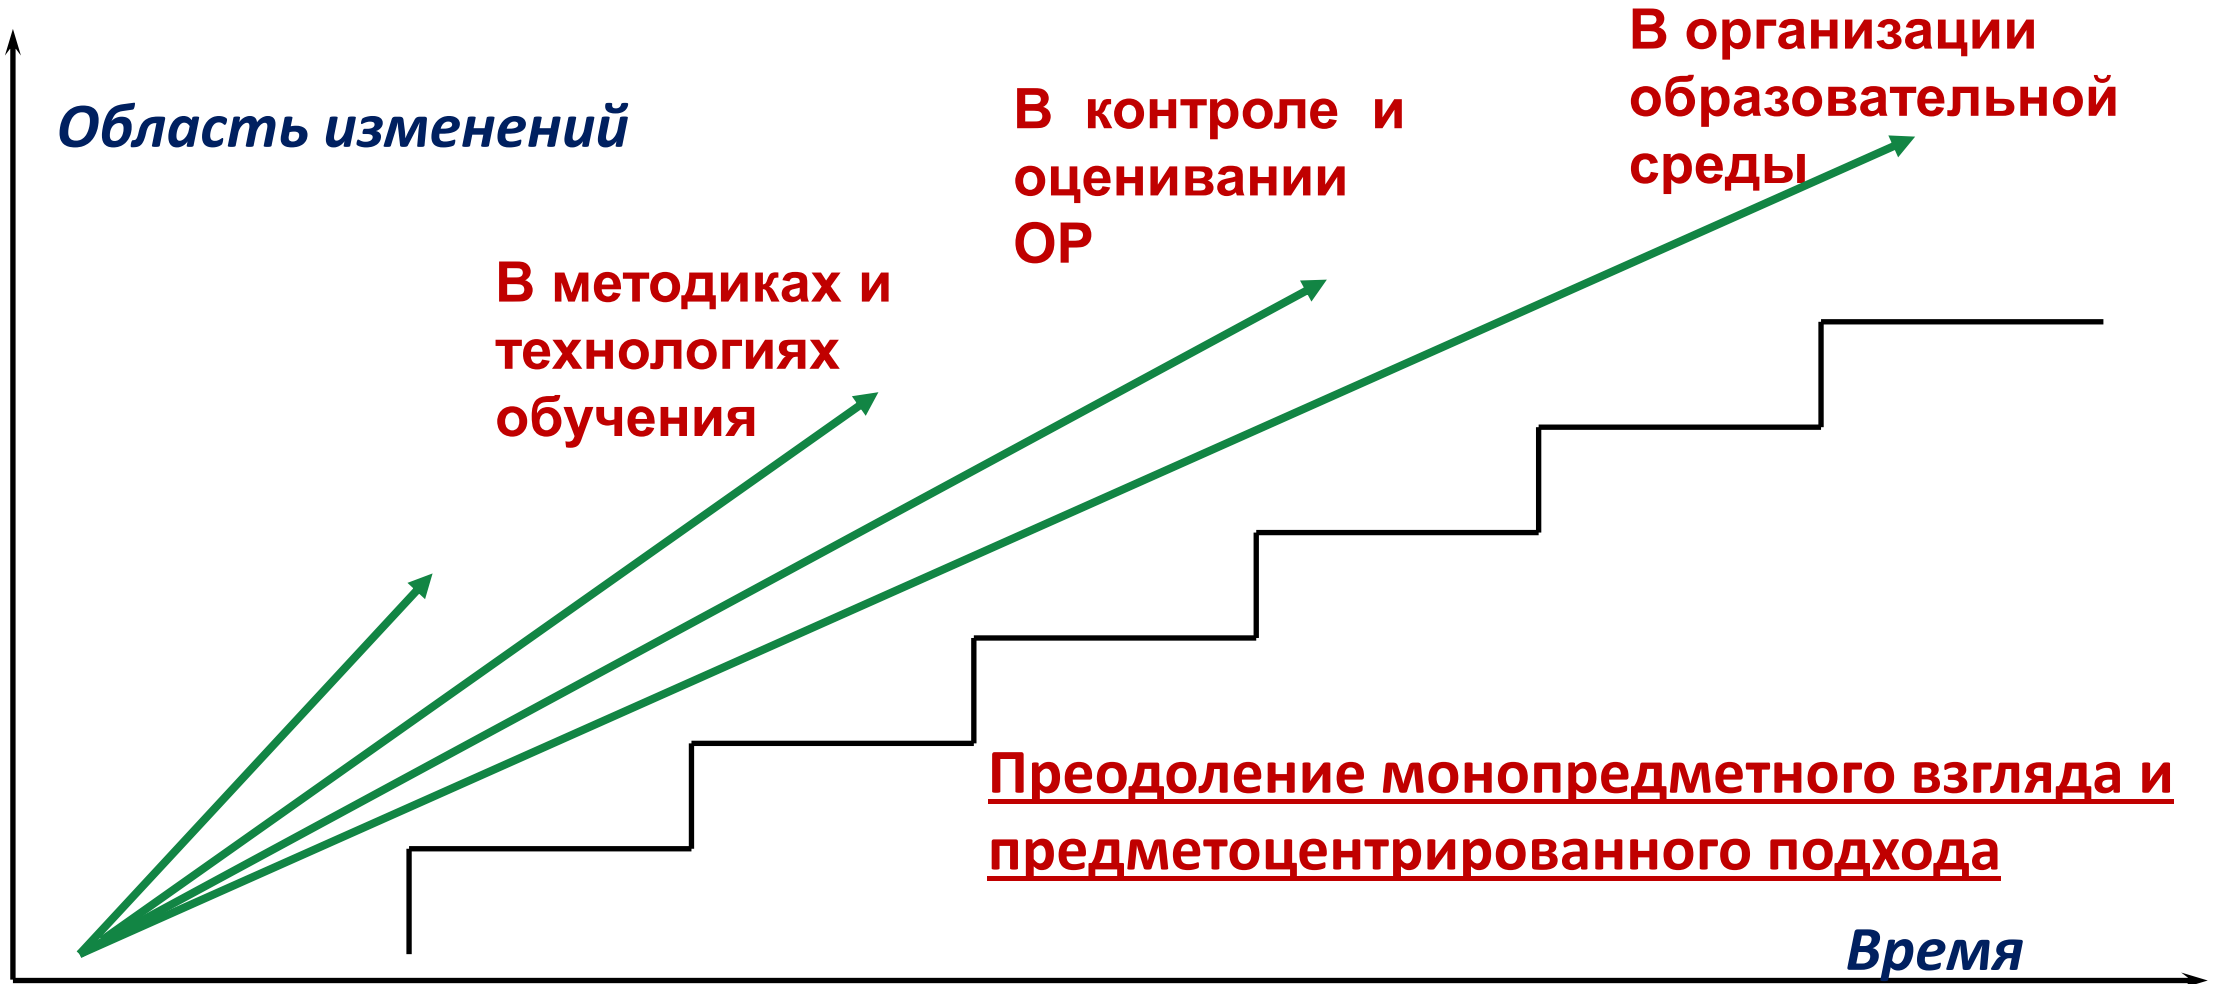 Область изменений
В методиках и
технологиях
обучения
В контроле и
оценивании
ОР
В организации
образовательной
среды
Преодоление монопредметного взгляда и
предметоцентрированного подхода
Время